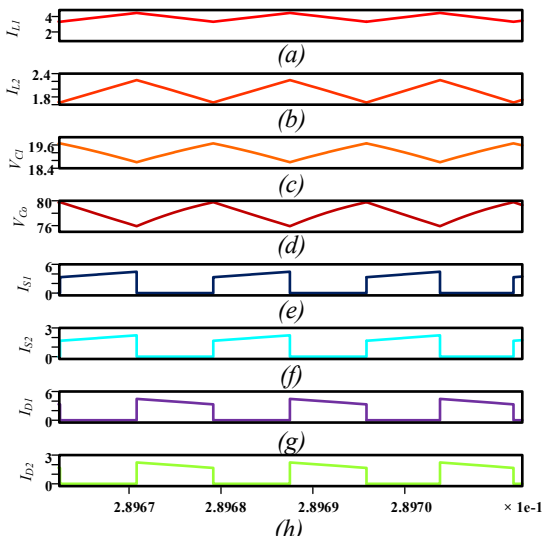 I_L1
4
2
(a)
I_L2
2.4
1.8
(b)
V_C1
19.6
18.4
(c)
V_Co
80
76
(d)
I_S1
6
0
(e)
I_S2
3
0
(f)
I_D1
6
0
(g)
I_D2
3
0
2.8967 2.8968 2.8969 2.8970 × 1e-1
(h)